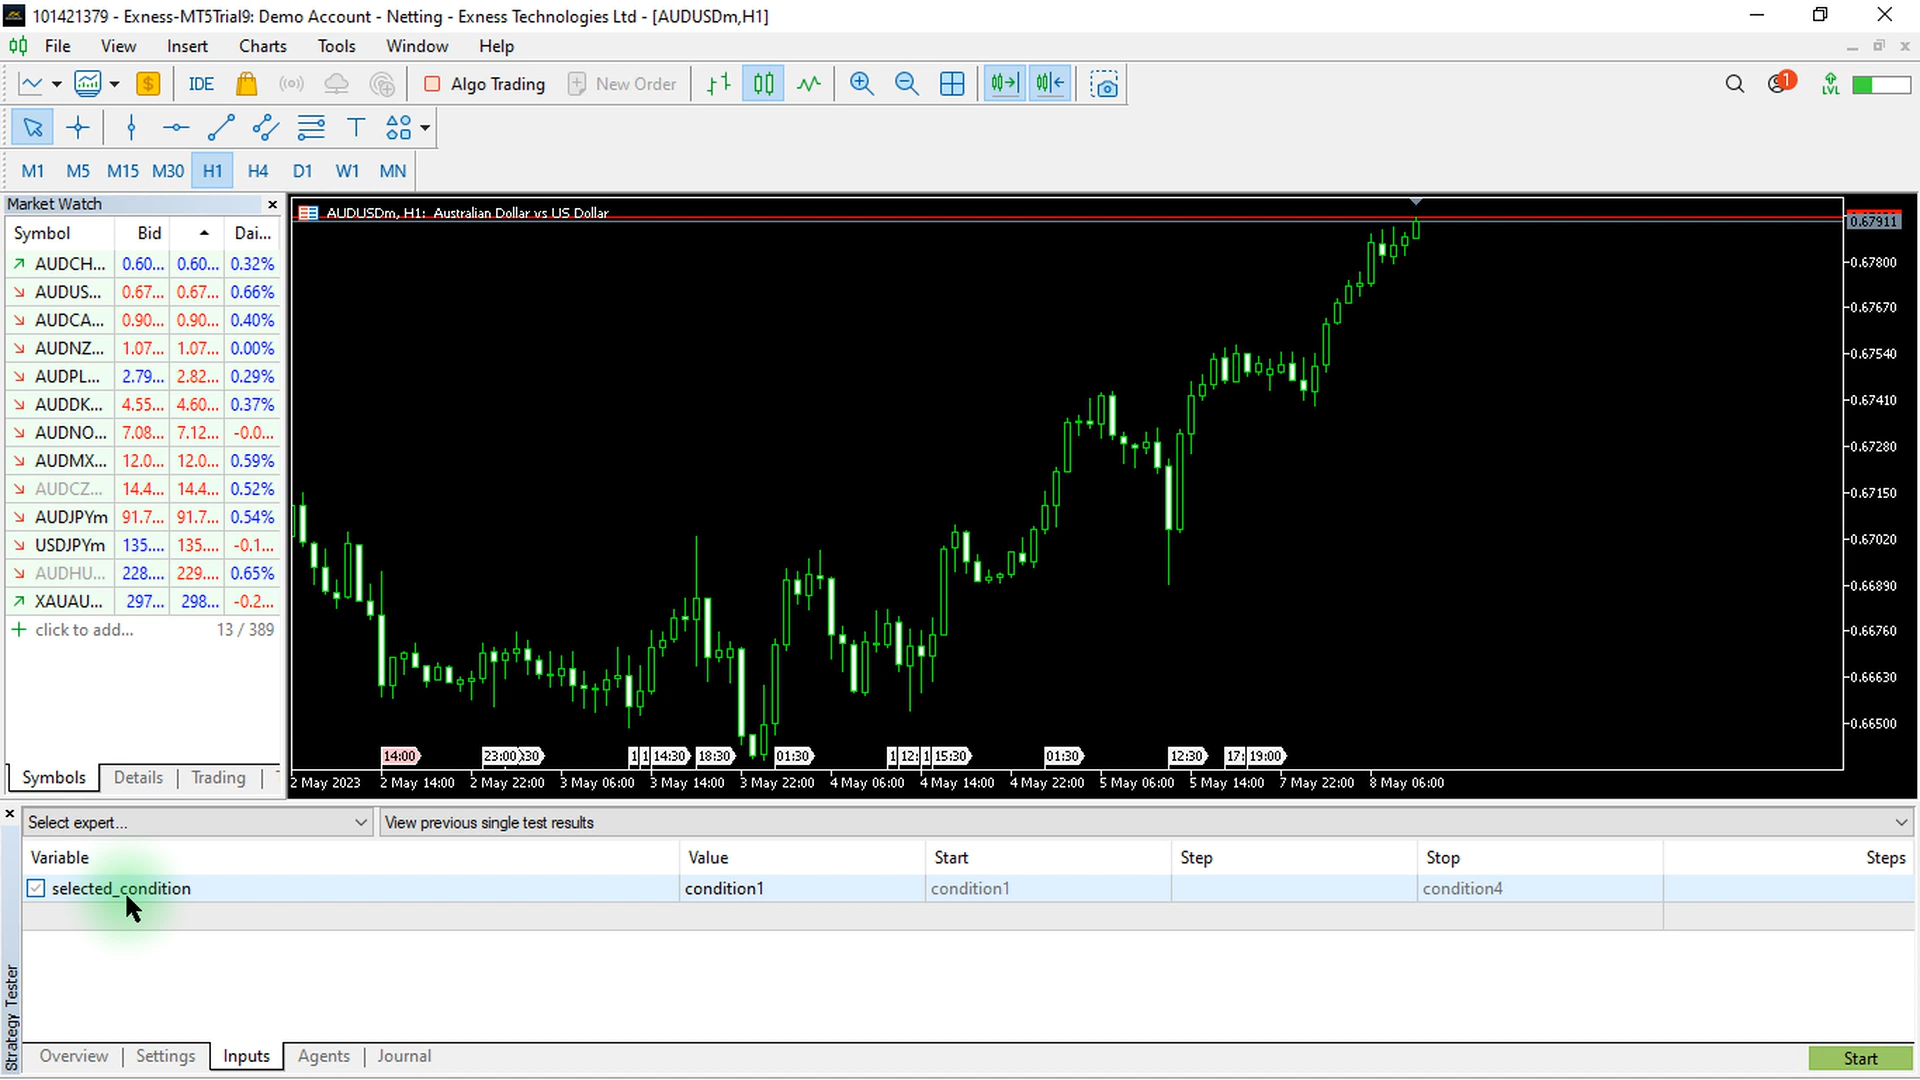 101421379 - Exness-MT5Trial9: Demo Account - Netting - Exness Technologies Ltd - [AUDUSDm,H1]
File View Insert Charts Tools Window Help
IDE Algo Trading New Order 1 LVL
M1 M5 M15 M30 H1 H4 D1 W1 MN
Market Watch
Symbol Bid Dai...
AUDCH... 0.60... 0.60... 0.32%
AUDUS... 0.67... 0.67... 0.66%
AUDCA... 0.90... 0.90... 0.40%
AUDNZ... 1.07... 1.07... 0.00%
AUDPL... 2.79... 2.82... 0.29%
AUDDK... 4.55... 4.60... 0.37%
AUDNO... 7.08... 7.12... -0.0...
AUDMX... 12.0... 12.0... 0.59%
AUDCZ... 14.4... 14.4... 0.52%
AUDJPYm 91.7... 91.7... 0.54%
USDJPYm 135.... 135.... -0.1...
AUDHU... 228.... 229.... 0.65%
XAUAU... 297... 298... -0.2...
click to add... 13 / 389
Symbols Details Trading
AUDUSDm, H1: Australian Dollar vs US Dollar
0.67911
0.67800
0.67670
0.67540
0.67410
0.67280
0.67150
0.67020
0.66890
0.66760
0.66630
0.66500
14:00 23:00 :30 1 1 14:30 18:30 01:30 1 12: 1 15:30 01:30 12:30 17: 19:00
2 May 2023 2 May 14:00 2 May 22:00 3 May 06:00 3 May 14:00 3 May 22:00 4 May 06:00 4 May 14:00 4 May 22:00 5 May 06:00 5 May 14:00 7 May 22:00 8 May 06:00
Select expert... View previous single test results
Variable Value Start Step Stop Steps
selected_condition condition1 condition1 condition4
Strategy Tester
Overview Settings Inputs Agents Journal Start